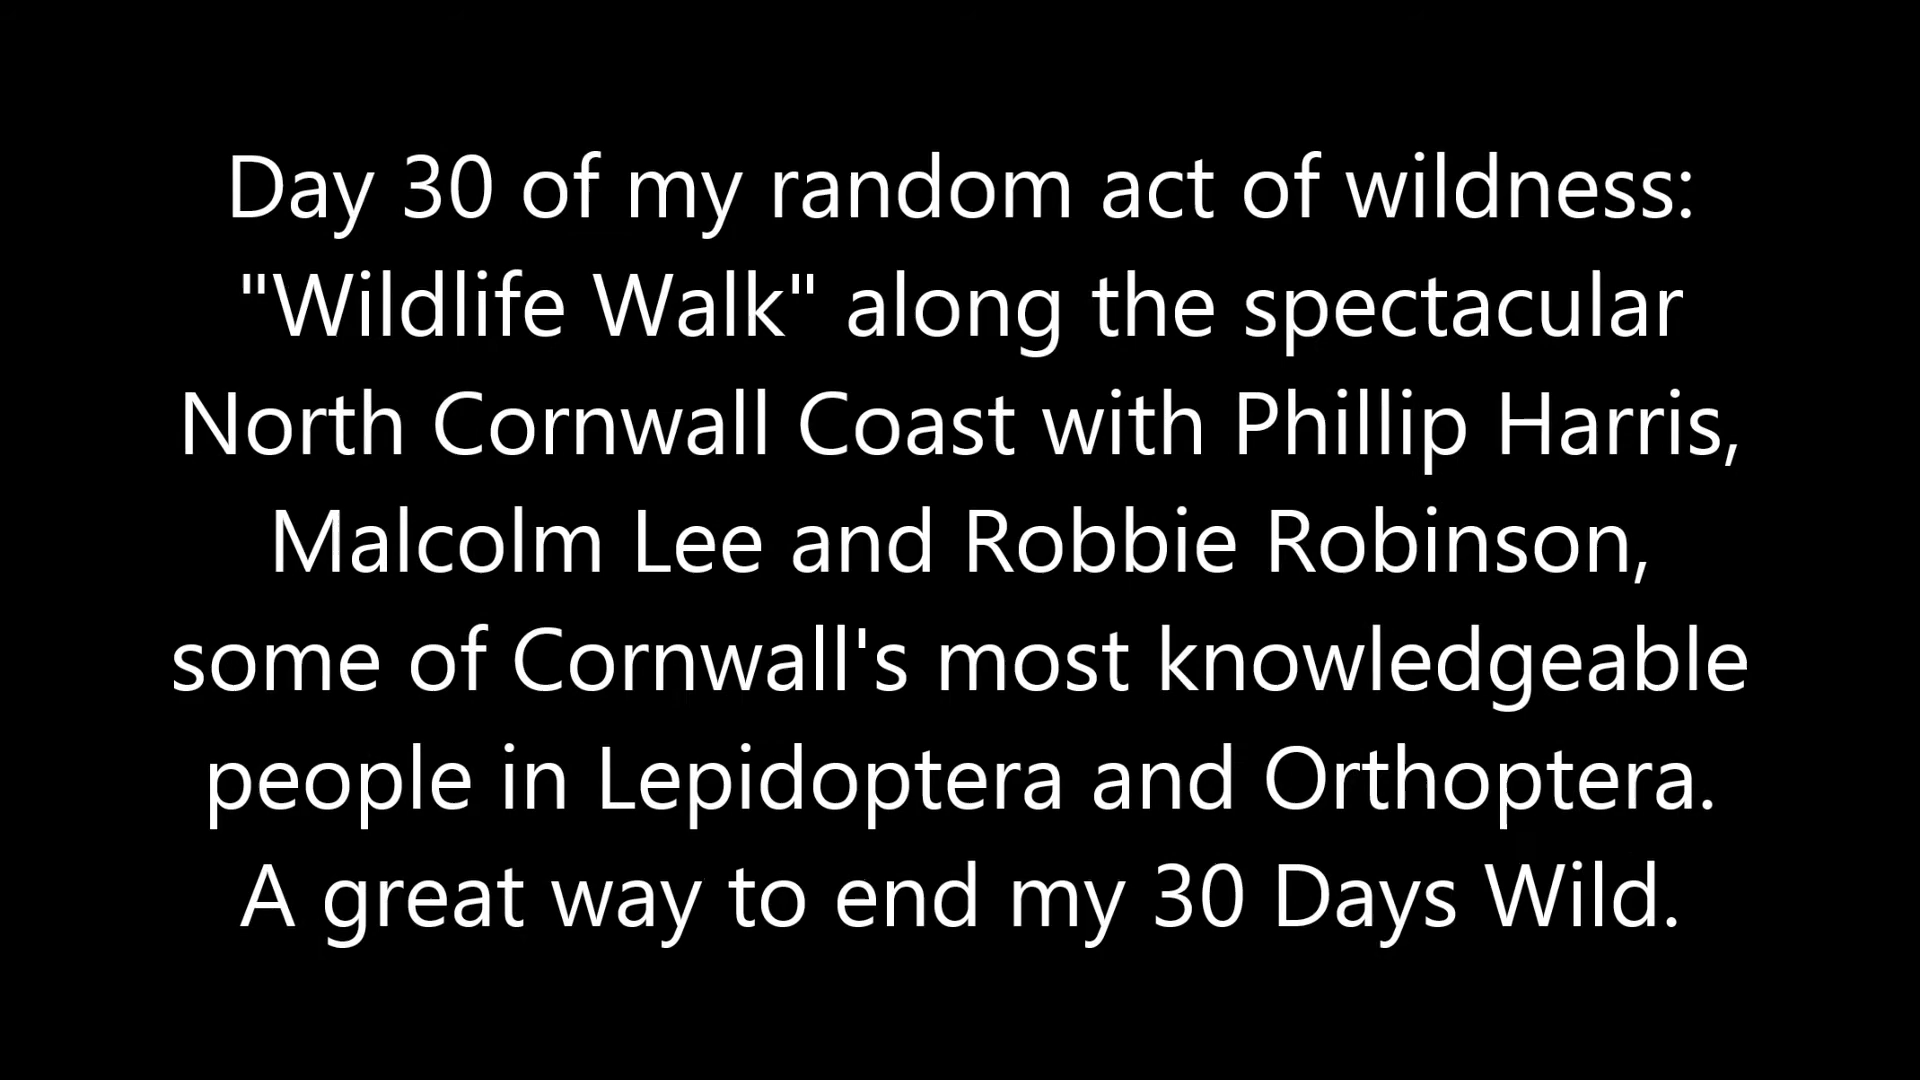 Day 30 of my random act of wildness:
"Wildlife Walk" along the spectacular
North Cornwall Coast with Phillip Harris,
Malcolm Lee and Robbie Robinson,
some of Cornwall's most knowledgeable
people in Lepidoptera and Orthoptera.
A great way to end my 30 Days Wild.